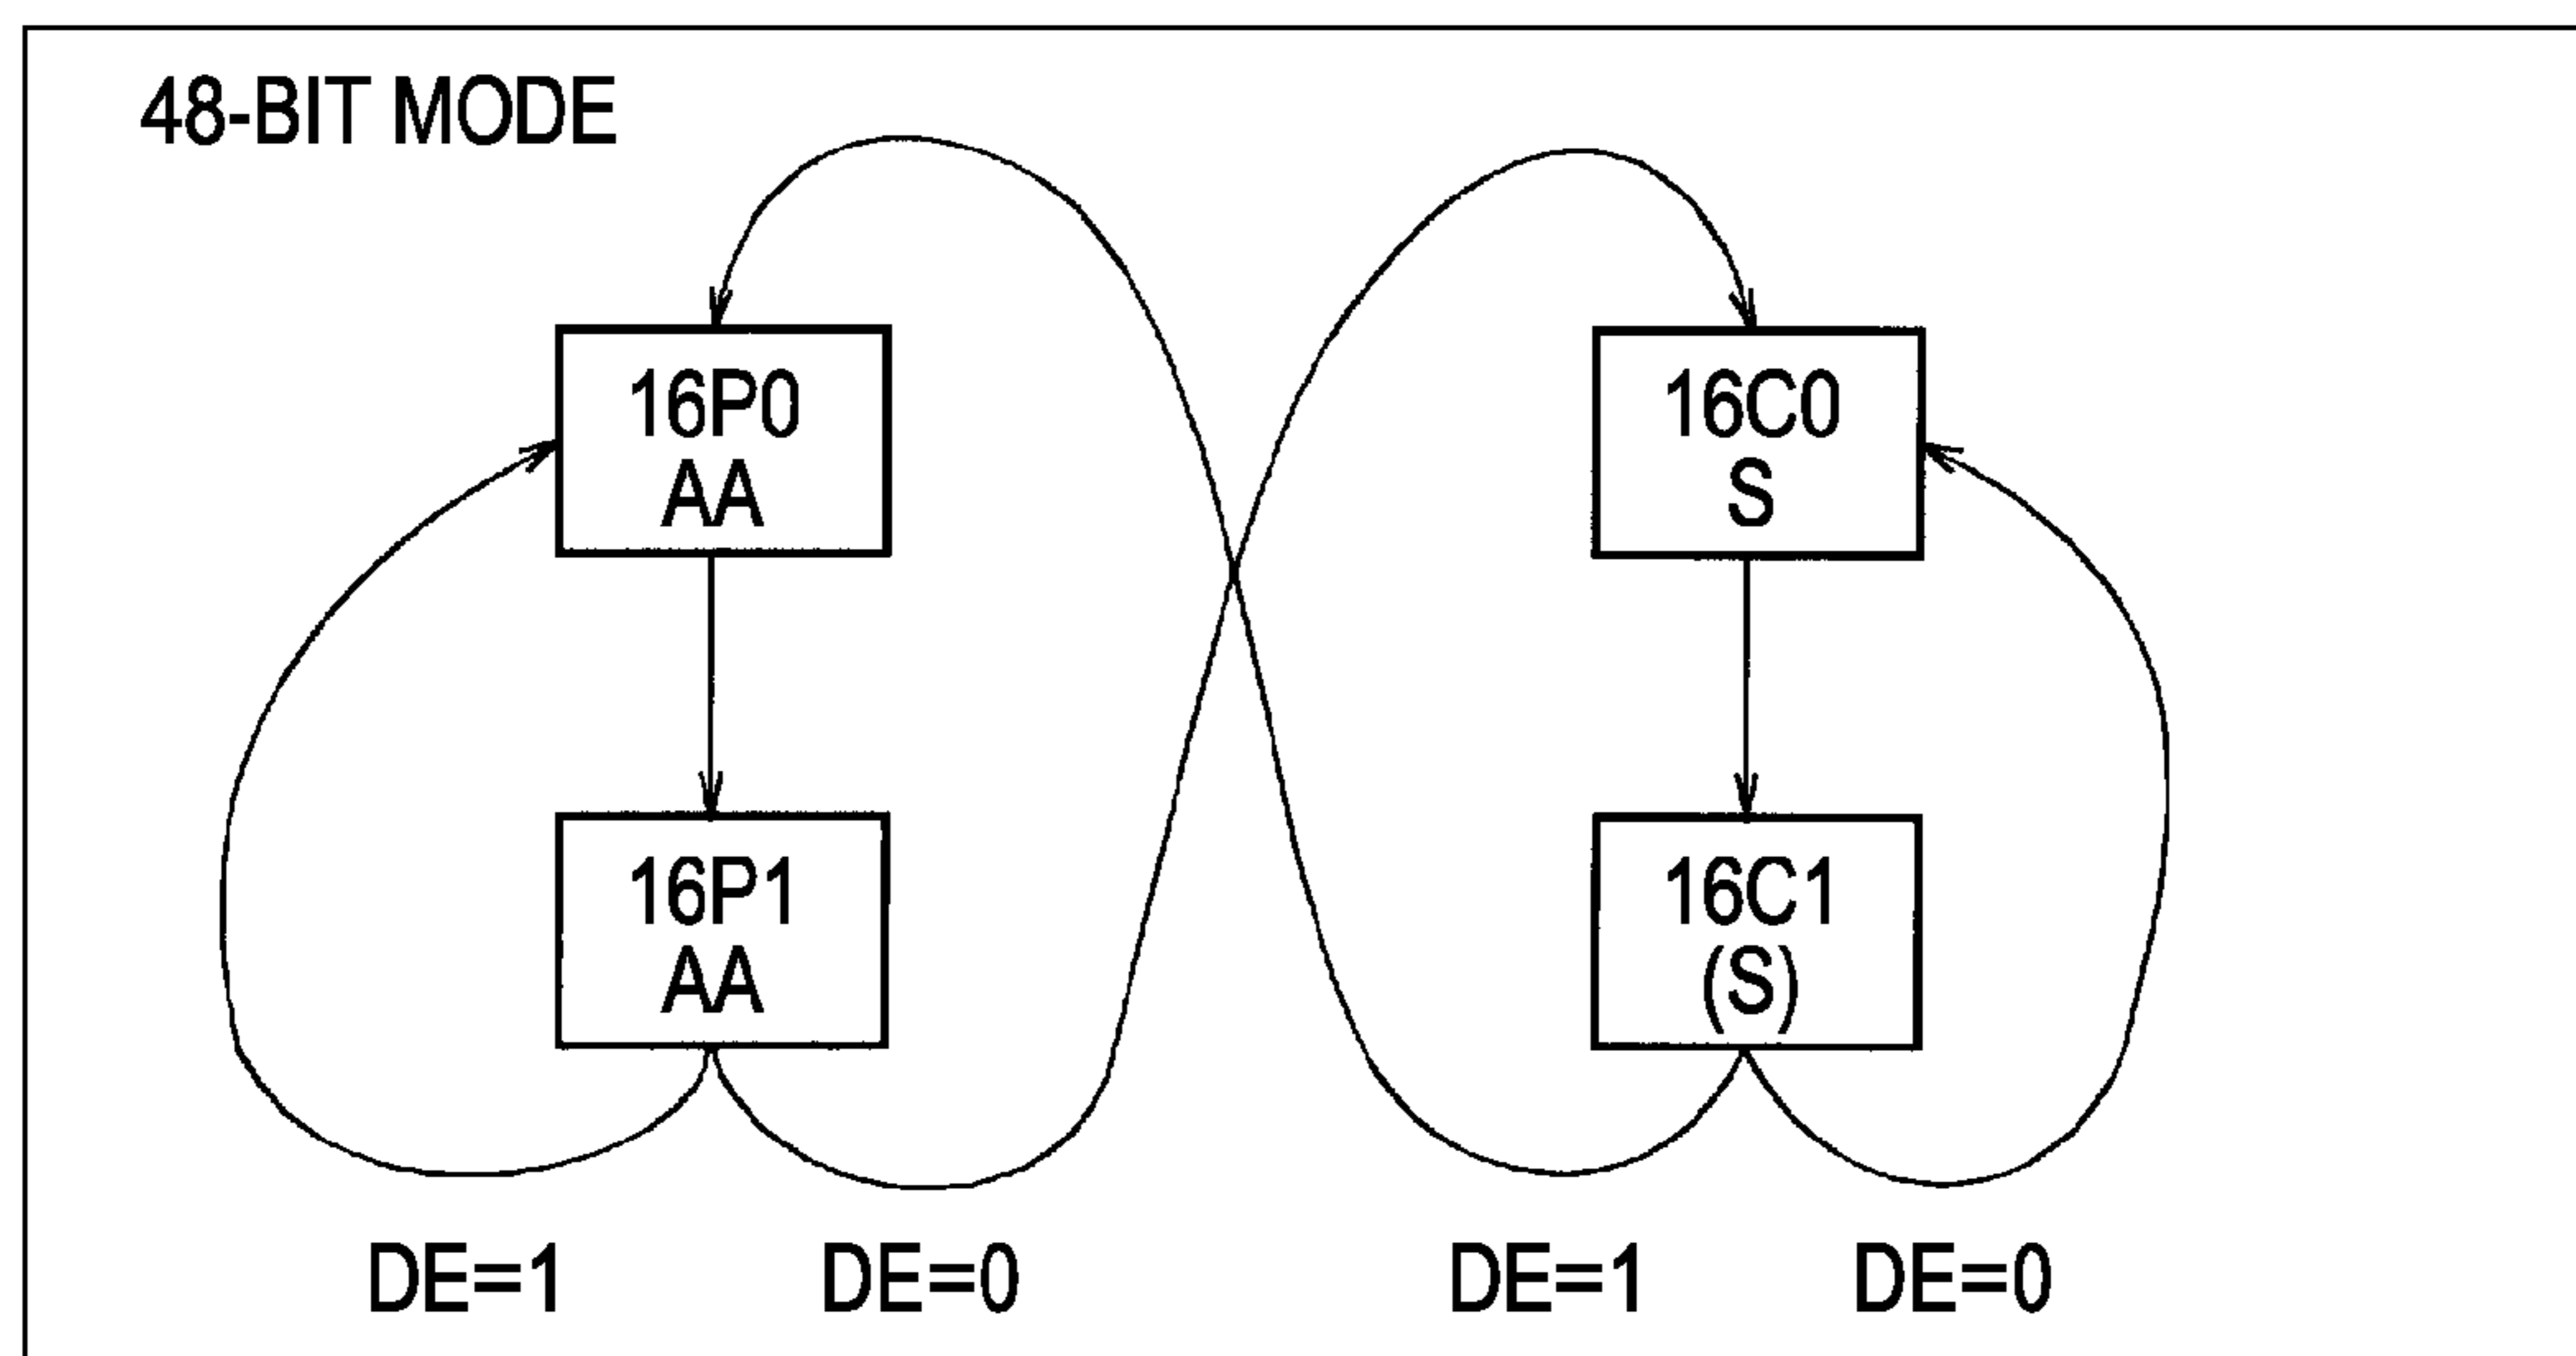 48-BIT MODE
16P0
AA
16C0
S
16P1
AA
16C1
(S)
DE=1
DE=0
DE=1
DE=0